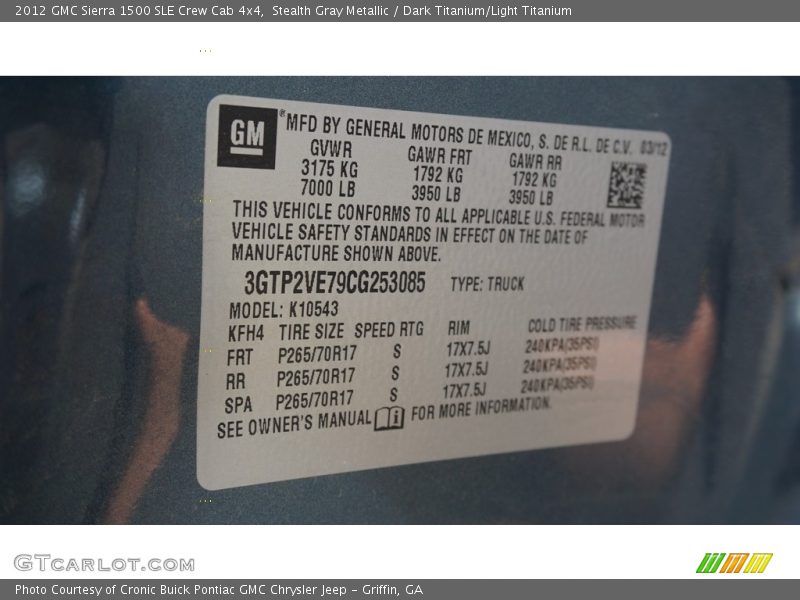 2012 GMC Sierra 1500 SLE Crew Cab 4x4, Stealth Gray Metallic / Dark Titanium/Light Titanium
GM ® MFD BY GENERAL MOTORS DE MEXICO, S. DE R.L. DE C.V. 03/12
GVWR GAWR FRT GAWR RR
3175 KG 1792 KG 1792 KG
7000 LB 3950 LB 3950 LB
THIS VEHICLE CONFORMS TO ALL APPLICABLE U.S. FEDERAL MOTOR
VEHICLE SAFETY STANDARDS IN EFFECT ON THE DATE OF
MANUFACTURE SHOWN ABOVE.
3GTP2VE79CG253085 TYPE: TRUCK
MODEL: K10543
KFH4 TIRE SIZE SPEED RTG RIM COLD TIRE PRESSURE
FRT P265/70R17 S 17X7.5J 240KPA(35PSI)
RR P265/70R17 S 17X7.5J 240KPA(35PSI)
SPA P265/70R17 S 17X7.5J 240KPA(35PSI)
SEE OWNER'S MANUAL FOR MORE INFORMATION.
GTCARLOT.COM
Photo Courtesy of Cronic Buick Pontiac GMC Chrysler Jeep - Griffin, GA